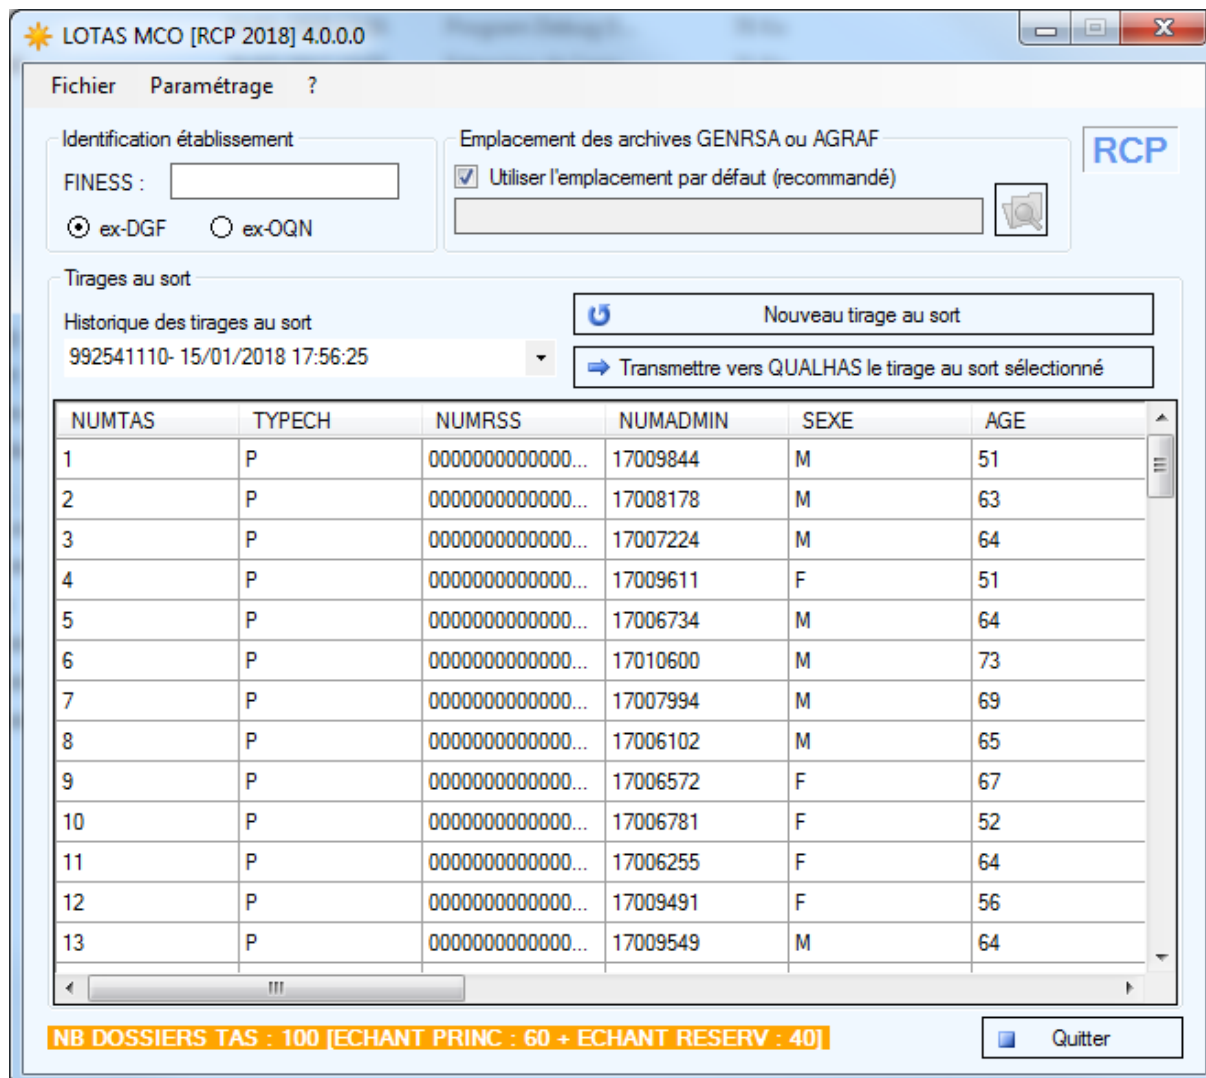 LOTAS MCO [RCP 2018] 4.0.0.0
Fichier Paramétrage ?
Identification établissement
FINESS :
ex-DGF ex-OQN
Emplacement des archives GENRSA ou AGRAF
Utiliser l'emplacement par défaut (recommandé)
RCP
Tirages au sort
Historique des tirages au sort
992541110- 15/01/2018 17:56:25
Nouveau tirage au sort
Transmettre vers QUALHAS le tirage au sort sélectionné
NUMTAS TYPECH NUMRSS NUMADMIN SEXE AGE
1 P 0000000000000... 17009844 M 51
2 P 0000000000000... 17008178 M 63
3 P 0000000000000... 17007224 M 64
4 P 0000000000000... 17009611 F 51
5 P 0000000000000... 17006734 M 64
6 P 0000000000000... 17010600 M 73
7 P 0000000000000... 17007994 M 69
8 P 0000000000000... 17006102 M 65
9 P 0000000000000... 17006572 F 67
10 P 0000000000000... 17006781 F 52
11 P 0000000000000... 17006255 F 64
12 P 0000000000000... 17009491 F 56
13 P 0000000000000... 17009549 M 64
NB DOSSIERS TAS : 100 [ECHANT PRINC : 60 + ECHANT RESERV : 40]
Quitter